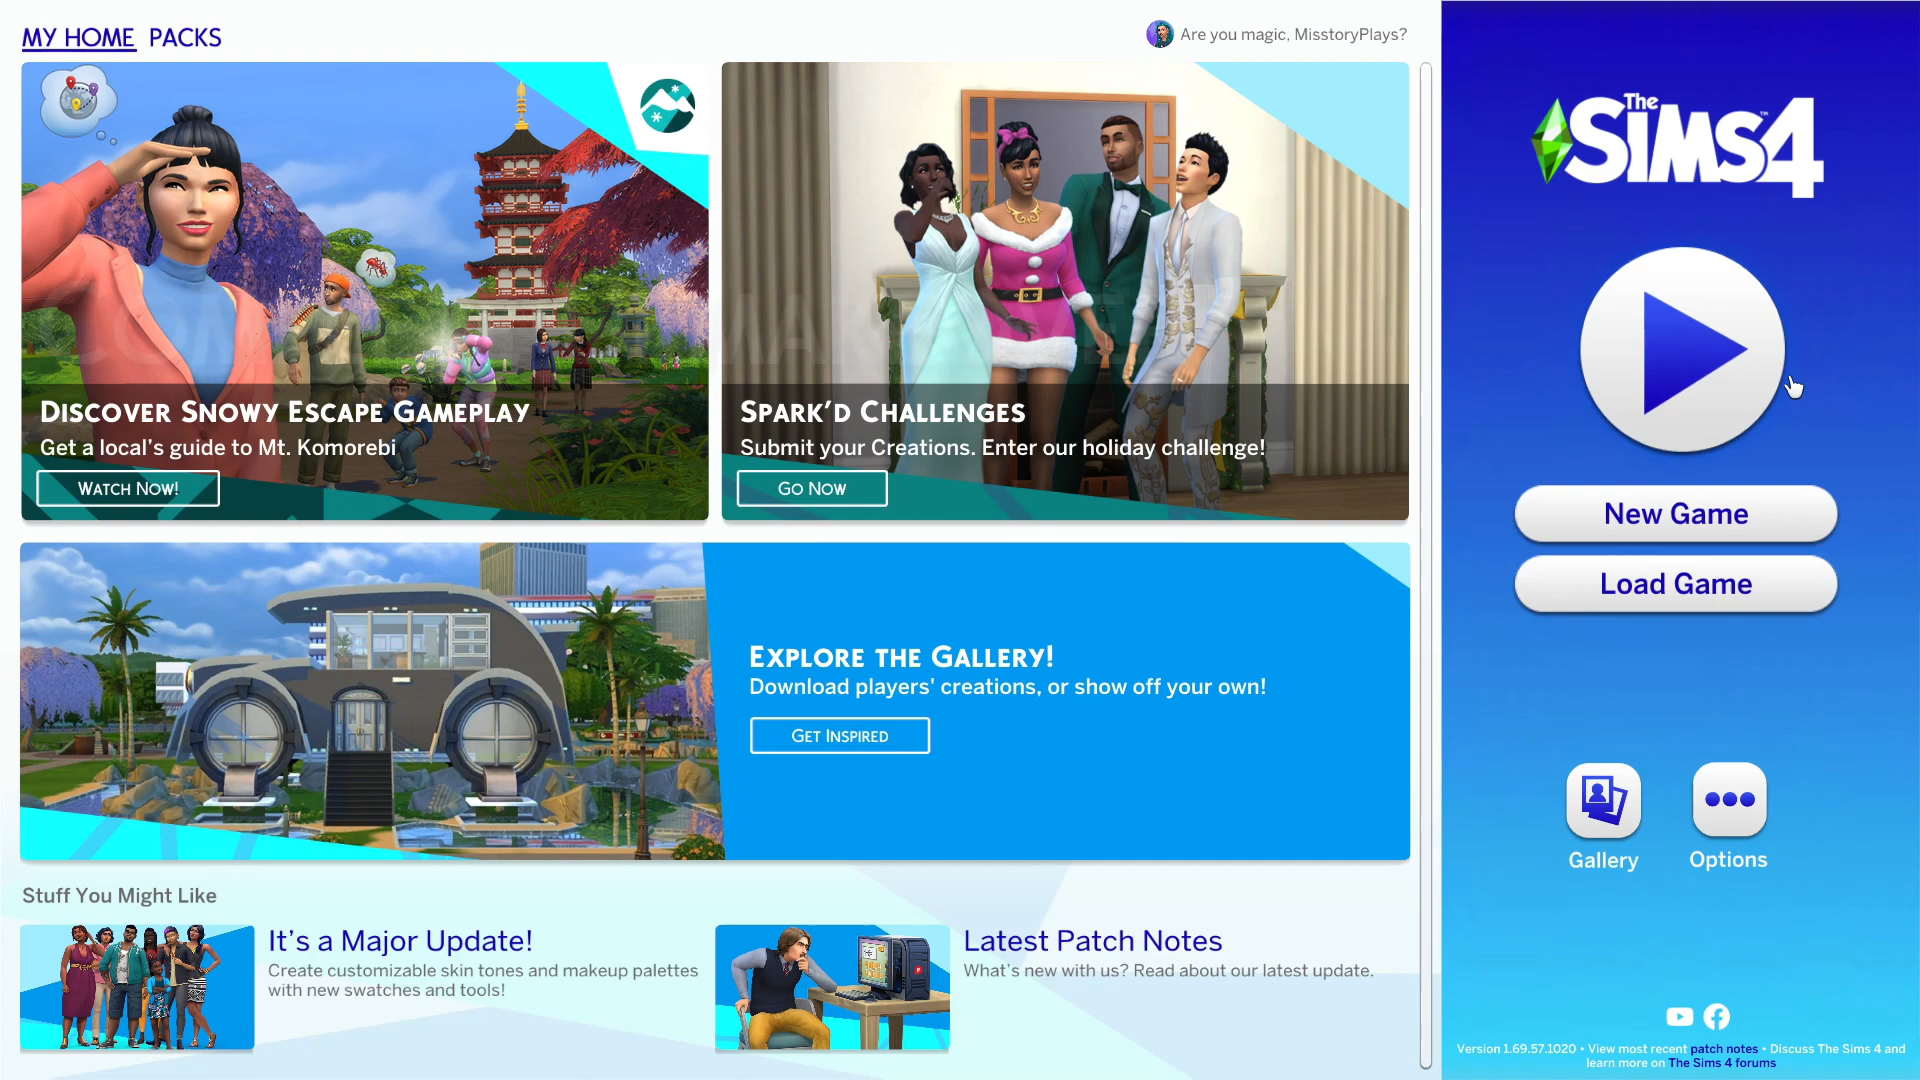 MY HOME PACKS
Are you magic, MisstoryPlays?
DISCOVER SNOWY ESCAPE GAMEPLAY
Get a local's guide to Mt. Komorebi
WATCH NOW!
SPARK'D CHALLENGES
Submit your Creations. Enter our holiday challenge!
GO NOW
EXPLORE THE GALLERY!
Download players' creations, or show off your own!
GET INSPIRED
Stuff You Might Like
It's a Major Update!
Create customizable skin tones and makeup palettes
with new swatches and tools!
Latest Patch Notes
What's new with us? Read about our latest update.
The
SiMS4
New Game
Load Game
Gallery
Options
Version 1.69.57.1020 • View most recent patch notes • Discuss The Sims 4 and
learn more on The Sims 4 forums